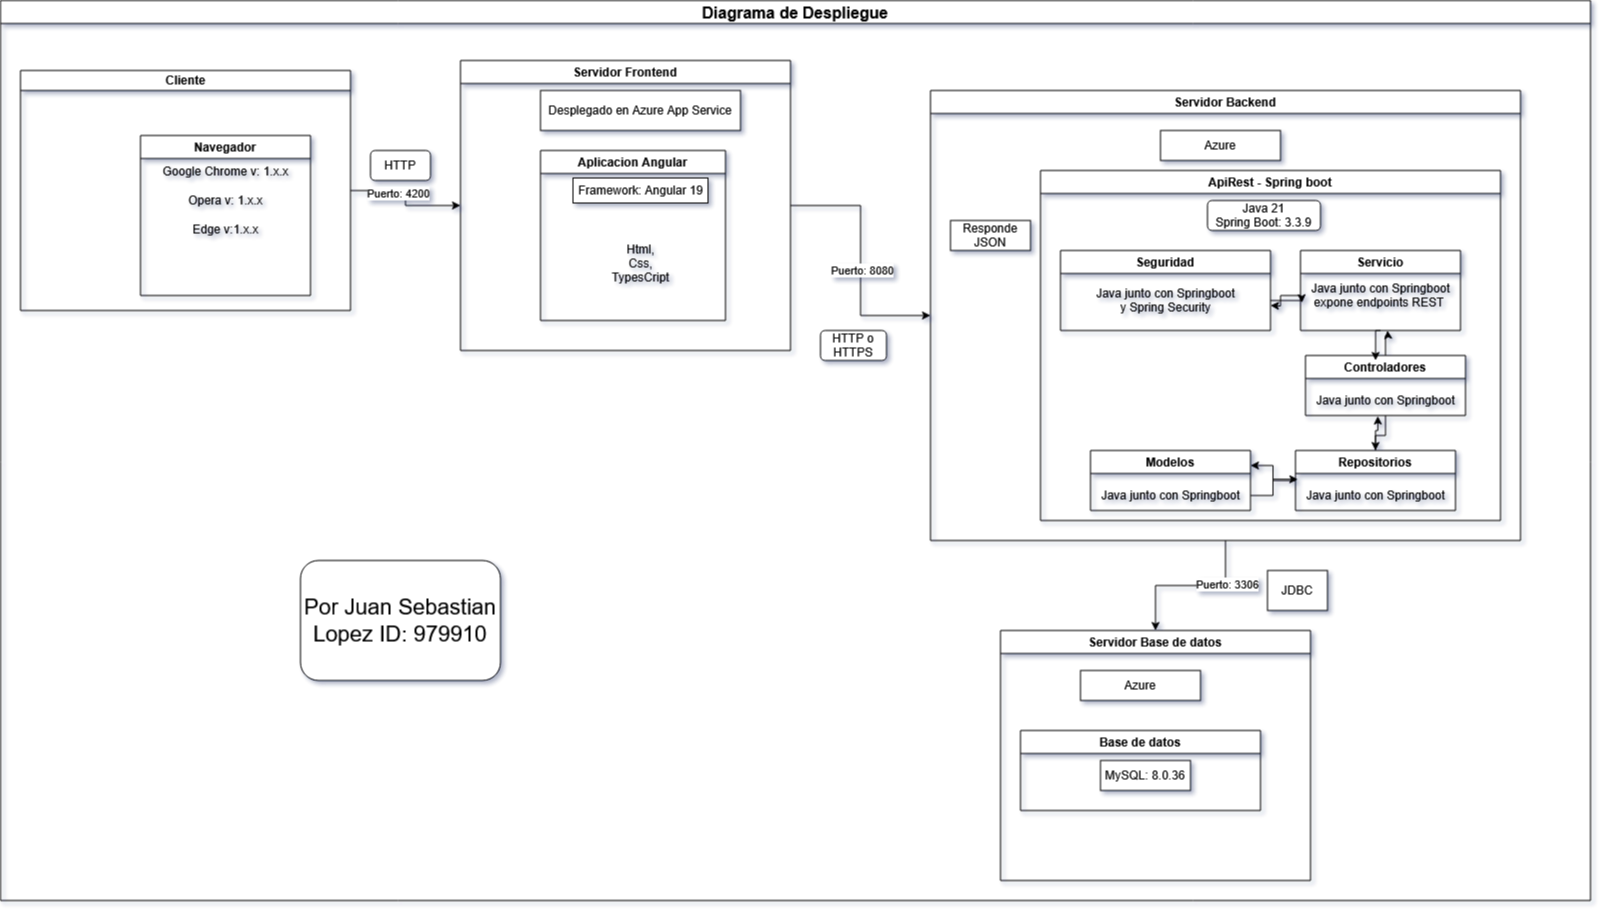 Diagrama de Despliegue
Cliente
Navegador
Google Chrome v: 1.x.x
Opera v: 1.x.x
Edge v:1.x.x
HTTP
Puerto: 4200
Servidor Frontend
Desplegado en Azure App Service
Aplicacion Angular
Framework: Angular 19
Html,
Css,
TypesCript
Puerto: 8080
HTTP o
HTTPS
Servidor Backend
Azure
Responde
JSON
ApiRest - Spring boot
Java 21
Spring Boot: 3.3.9
Seguridad
Java junto con Springboot
y Spring Security
Servicio
Java junto con Springboot
expone endpoints REST
Controladores
Java junto con Springboot
Modelos
Java junto con Springboot
Repositorios
Java junto con Springboot
Puerto: 3306
JDBC
Servidor Base de datos
Azure
Base de datos
MySQL: 8.0.36
Por Juan Sebastian
Lopez ID: 979910